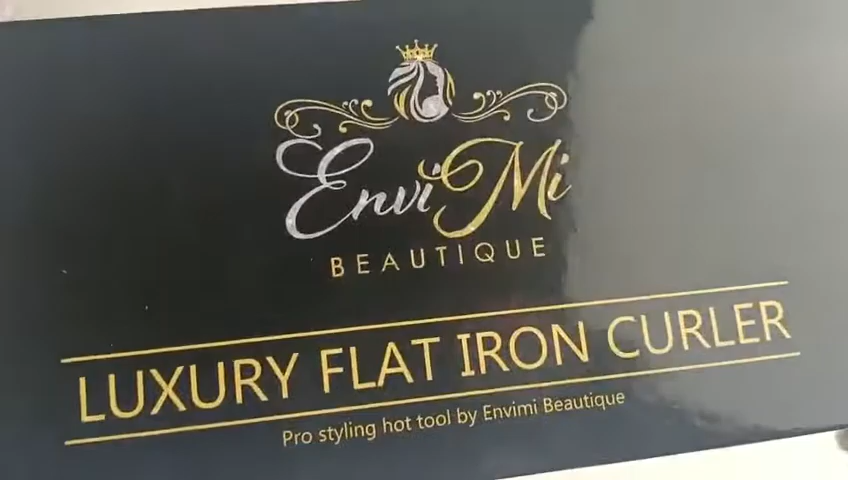 Envi Mi
BEAUTIQUE
LUXURY FLAT IRON CURLER
Pro styling hot tool by Envimi Beautique